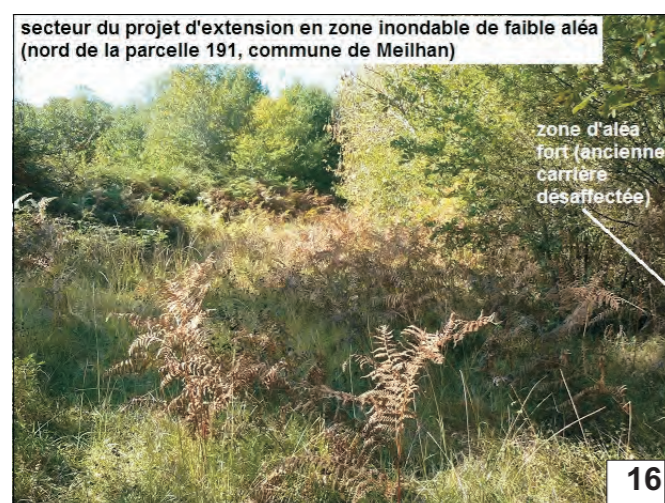 secteur du projet d'extension en zone inondable de faible aléa
(nord de la parcelle 191, commune de Meilhan)
zone d'aléa
fort (ancienne
carrière
désaffectée)
16